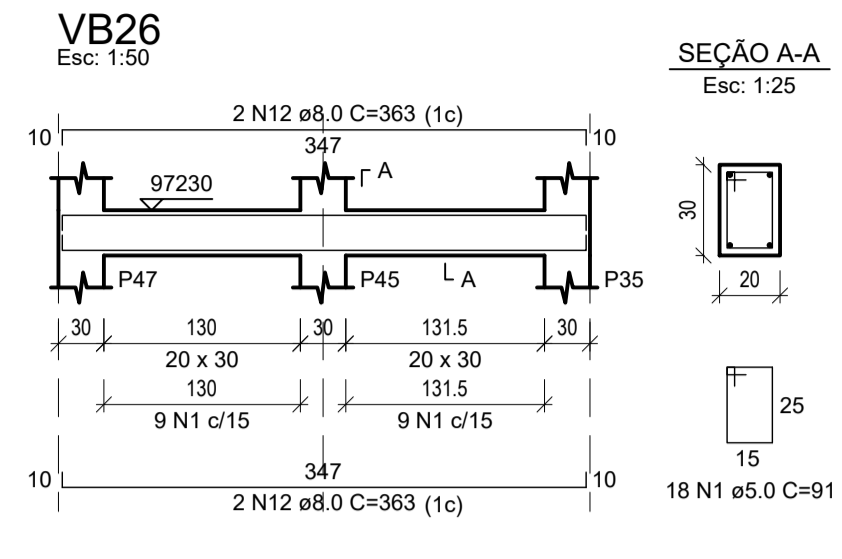 VB26
Esc: 1:50
SEÇÃO A-A
Esc: 1:25
2 N12 ø8.0 C=363 (1c)
10
347
10
A
97230
30
P47
P45
A
P35
20
30
130
30
131.5
30
20 x 30
20 x 30
130
131.5
9 N1 c/15
9 N1 c/15
25
15
10
347
10
18 N1 ø5.0 C=91
2 N12 ø8.0 C=363 (1c)